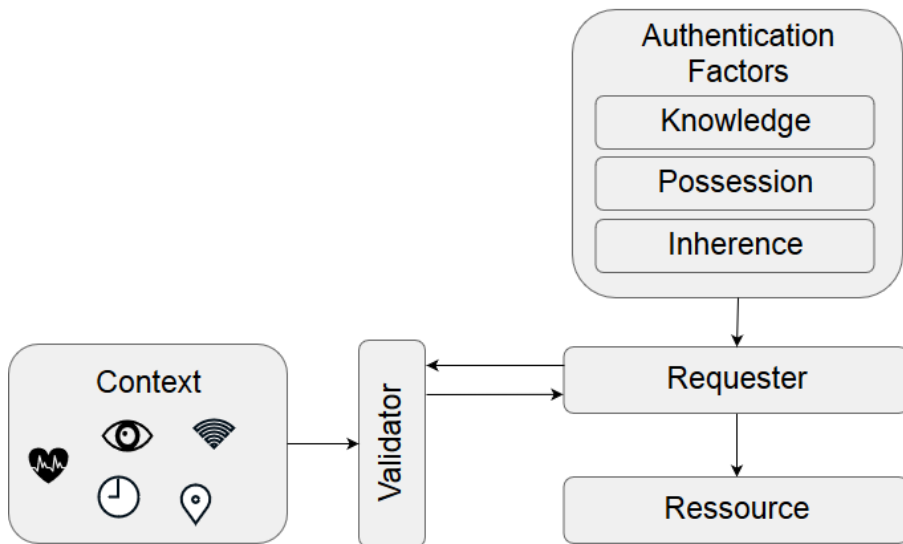 Authentication
Factors
Knowledge
Possession
Inherence
Context
Validator
Requester
Ressource